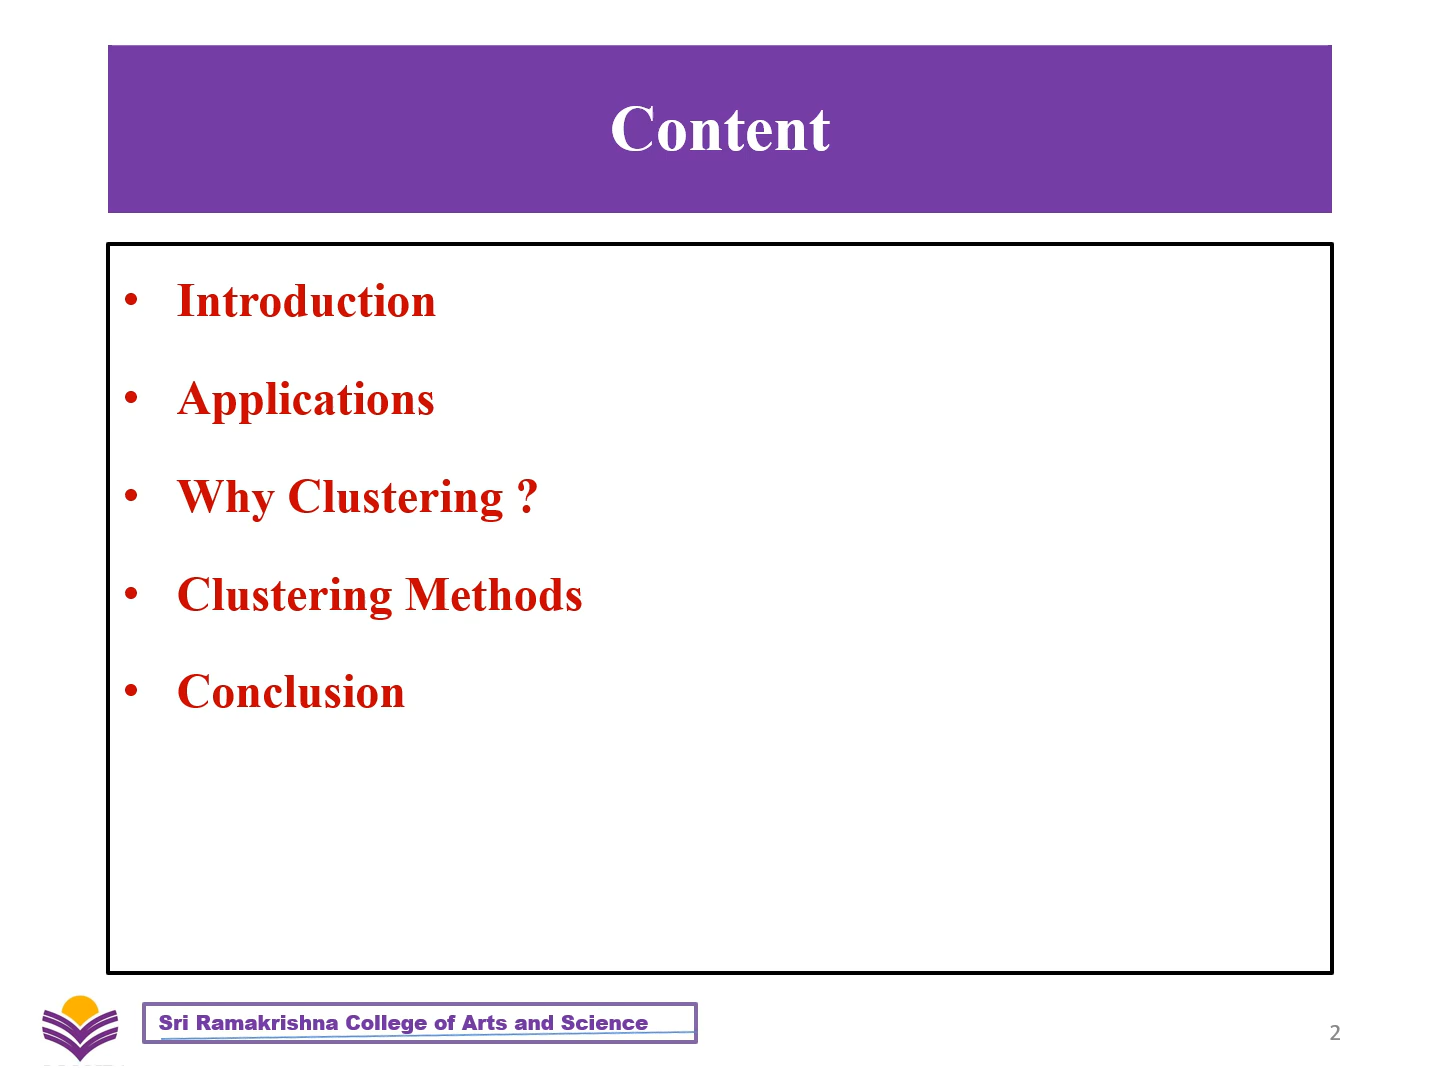 Content
• Introduction
• Applications
• Why Clustering ?
• Clustering Methods
• Conclusion
Sri Ramakrishna College of Arts and Science
2